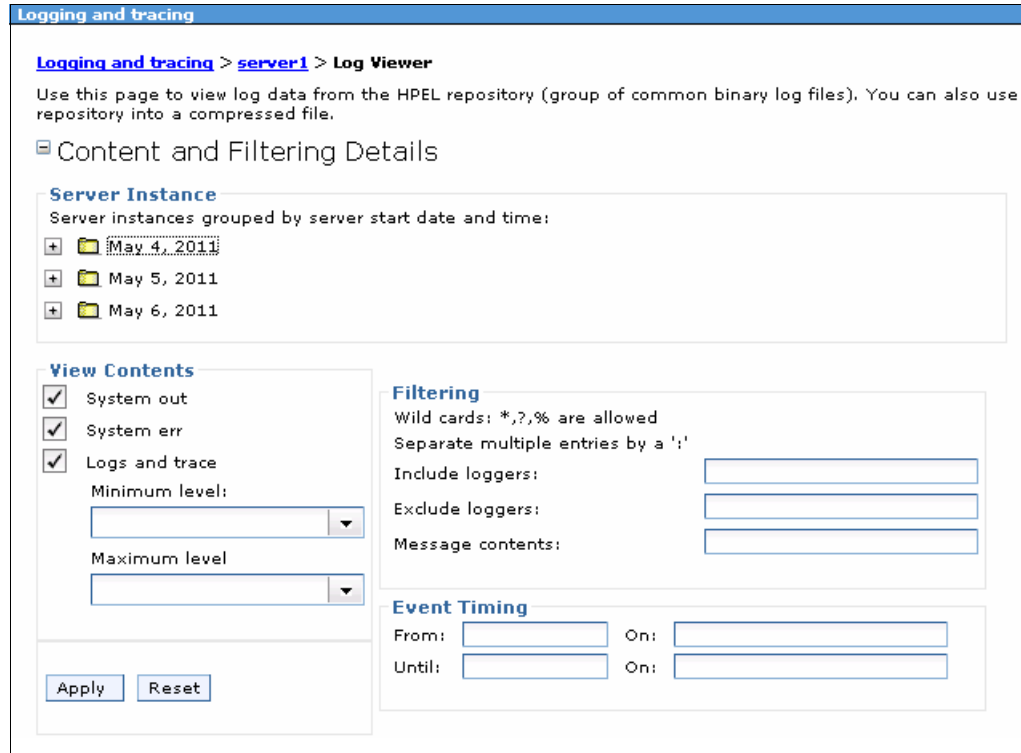 Logging and tracing
Logging and tracing > server1 > Log Viewer
Use this page to view log data from the HPEL repository (group of common binary log files). You can also use
repository into a compressed file.
Content and Filtering Details
Server Instance
Server instances grouped by server start date and time:
May 4, 2011
May 5, 2011
May 6, 2011
View Contents
System out
System err
Logs and trace
Minimum level:
Maximum level
Apply Reset
Filtering
Wild cards: *,?,% are allowed
Separate multiple entries by a ':'
Include loggers:
Exclude loggers:
Message contents:
Event Timing
From: On:
Until: On: